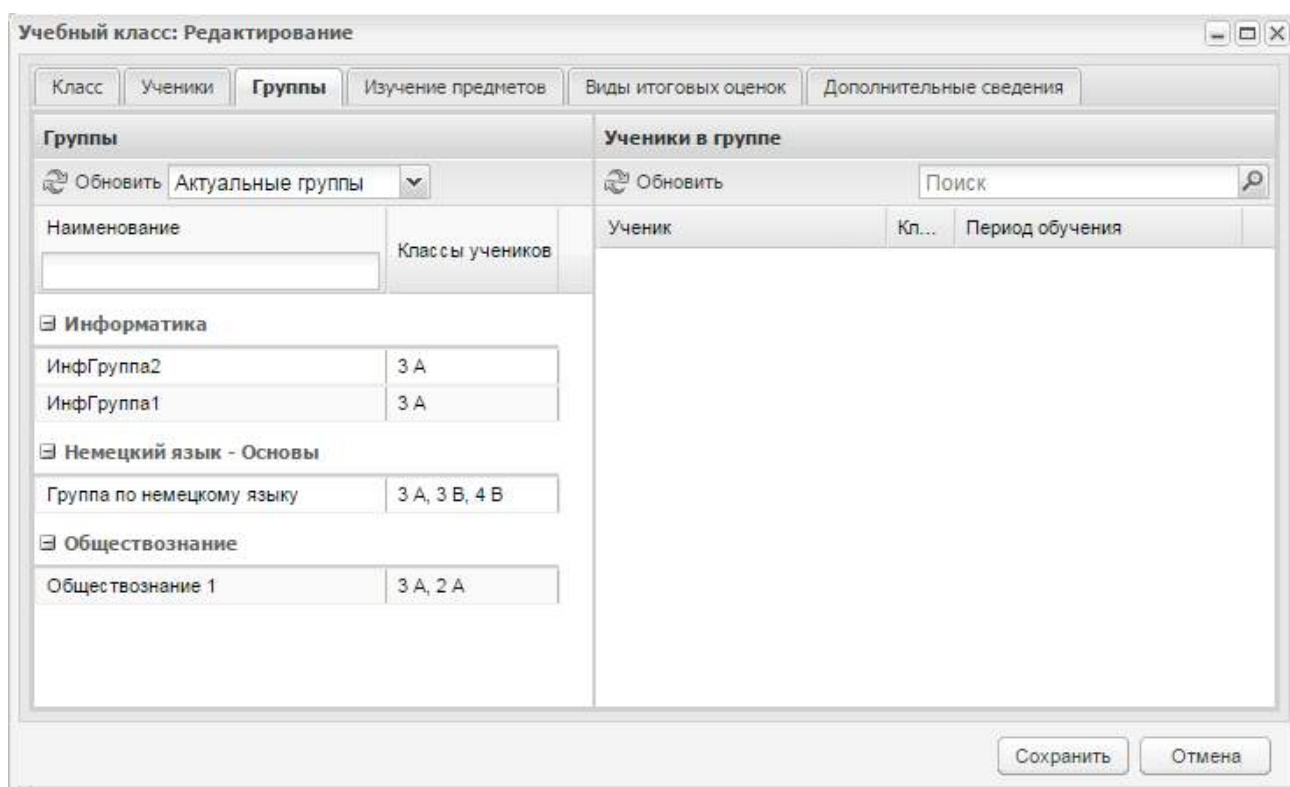 Учебный класс: Редактирование
Класс Ученики Группы Изучение предметов Виды итоговых оценок Дополнительные сведения
Группы
Обновить Актуальные группы
Наименование
Классы учеников
Информатика
ИнфГруппа2 3 А
ИнфГруппа1 3 А
Немецкий язык - Основы
Группа по немецкому языку 3 А, 3 В, 4 В
Обществознание
Обществознание 1 3 А, 2 А
Ученики в группе
Обновить Поиск
Ученик Кл... Период обучения
Сохранить Отмена